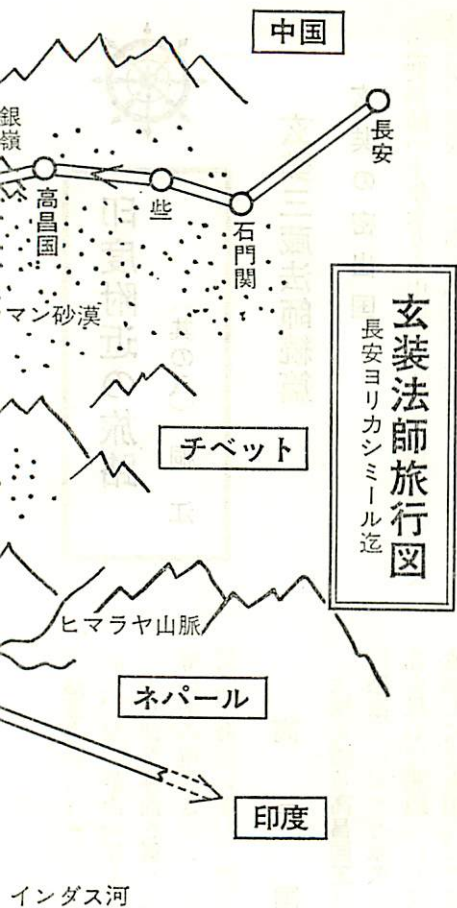 中国
長安
銀嶺
高昌国
些
石門関
マン砂漠
玄装法師旅行図
長安ヨリカシミール迄
チベット
ヒマラヤ山脈
ネパール
印度
インダス河